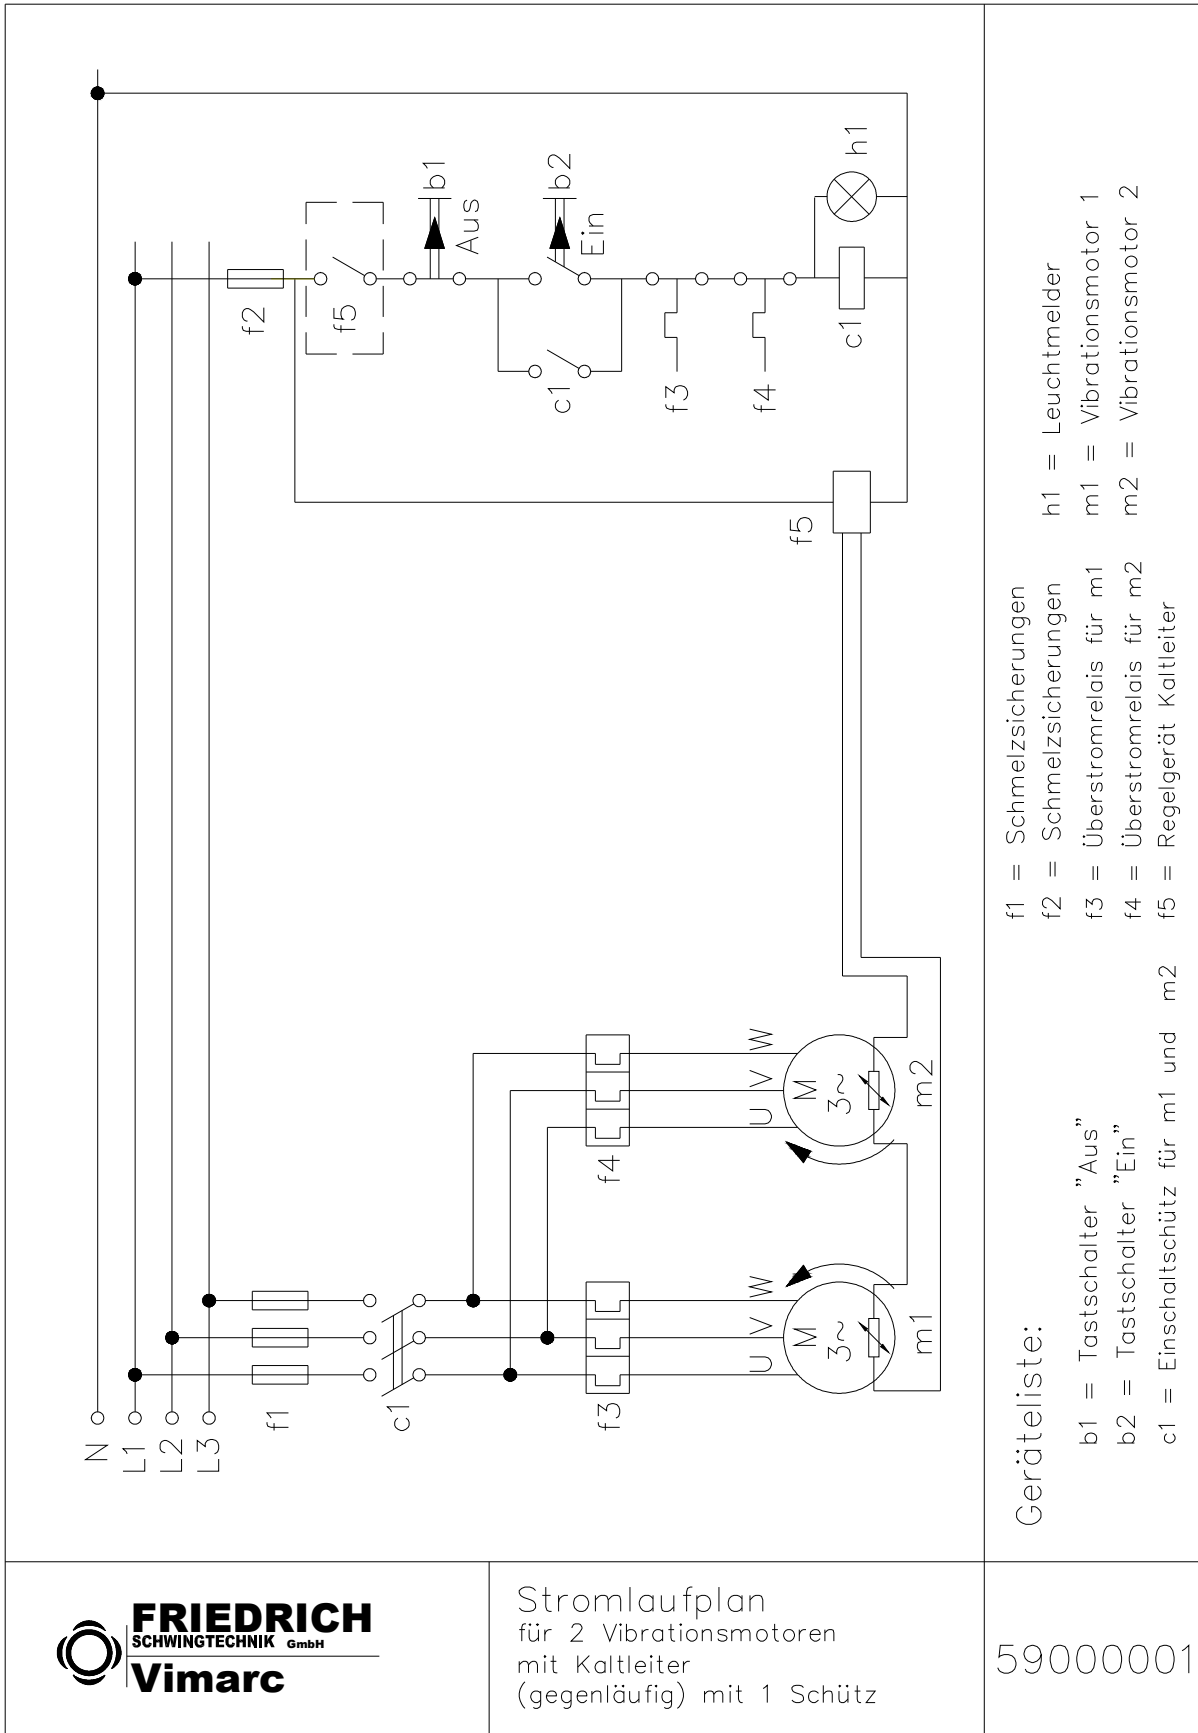 N
L1
L2
L3
f1
c1
f3
U
V
W
M
3~
m1
f4
U
V
W
M
3~
m2
f5
f2
f5
b1
Aus
b2
Ein
c1
f3
f4
c1
h1
Geräteliste:
b1 = Tastschalter "Aus"
b2 = Tastschalter "Ein"
c1 = Einschaltschütz für m1 und m2
f1 = Schmelzsicherungen
f2 = Schmelzsicherungen
f3 = Überstromrelais für m1
f4 = Überstromrelais für m2
f5 = Regelgerät Kaltleiter
h1 = Leuchtmelder
m1 = Vibrationsmotor 1
m2 = Vibrationsmotor 2
FRIEDRICH
SCHWINGTECHNIK GmbH
Vimarc
Stromlaufplan
für 2 Vibrationsmotoren
mit Kaltleiter
(gegenläufig) mit 1 Schütz
59000001